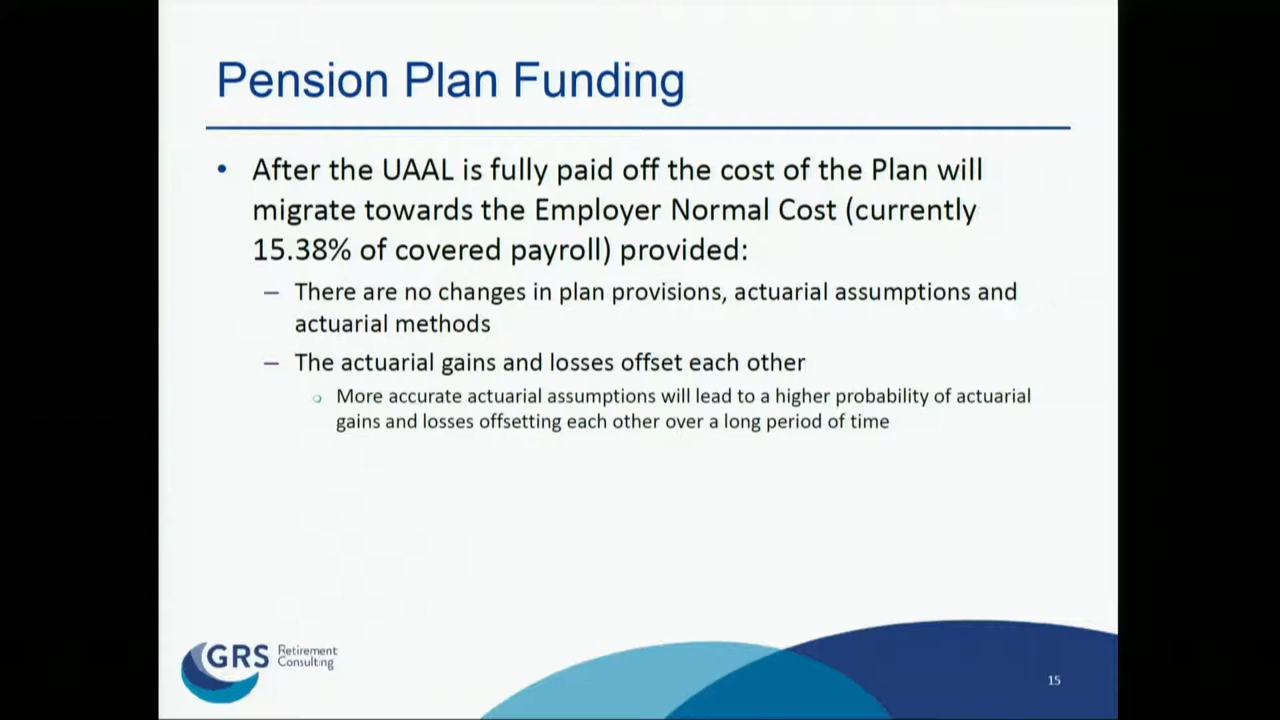 Pension Plan Funding
• After the UAAL is fully paid off the cost of the Plan will
migrate towards the Employer Normal Cost (currently
15.38% of covered payroll) provided:
– There are no changes in plan provisions, actuarial assumptions and
actuarial methods
– The actuarial gains and losses offset each other
○ More accurate actuarial assumptions will lead to a higher probability of actuarial
gains and losses offsetting each other over a long period of time
GRS Retirement
Consulting
15